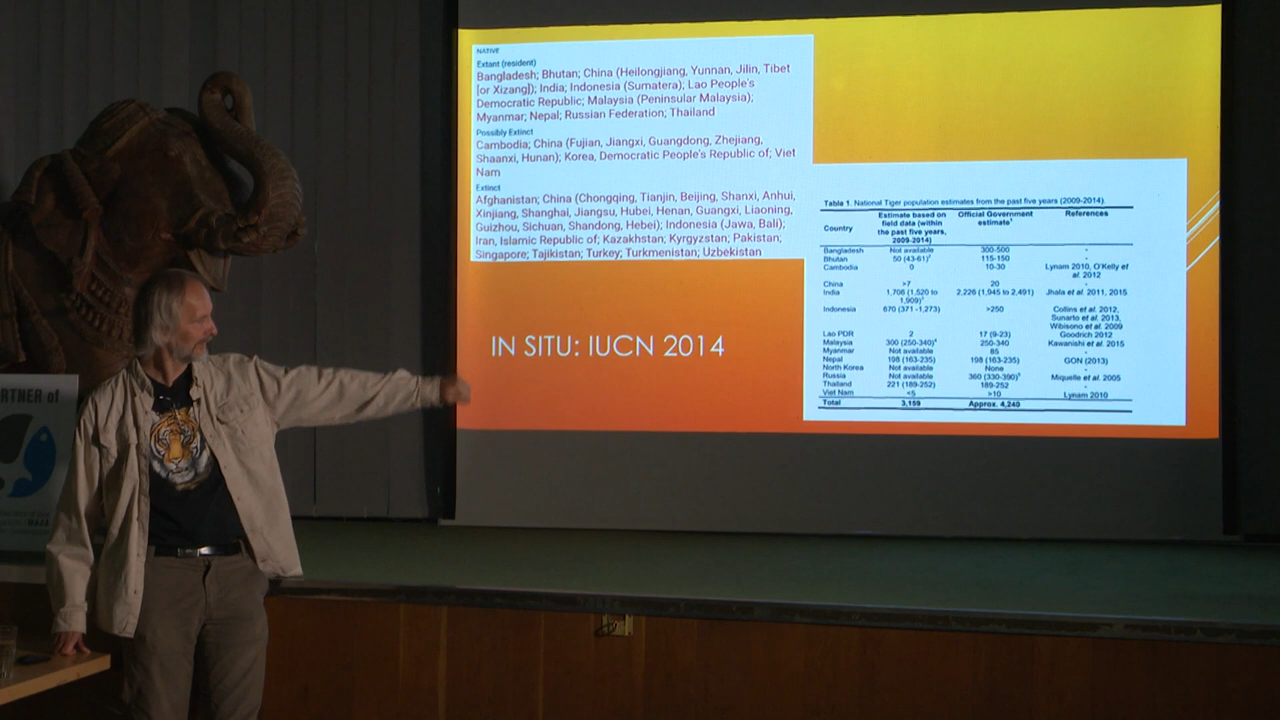 NATIVE
Extant (resident)
Bangladesh; Bhutan; China (Heilongjiang, Yunnan, Jilin, Tibet
[or Xizang]); India; Indonesia (Sumatera); Lao People's
Democratic Republic; Malaysia (Peninsular Malaysia);
Myanmar; Nepal; Russian Federation; Thailand
Possibly Extinct
Cambodia; China (Fujian, Jiangxi, Guangdong, Zhejiang,
Shaanxi, Hunan); Korea, Democratic People's Republic of; Viet
Nam
Extinct
Afghanistan; China (Chongqing, Tianjin, Beijing, Shanxi, Anhui,
Xinjiang, Shanghai, Jiangsu, Hubei, Henan, Guangxi, Liaoning,
Guizhou, Sichuan, Shandong, Hebei); Indonesia (Jawa, Bali);
Iran, Islamic Republic of; Kazakhstan; Kyrgyzstan; Pakistan;
Singapore; Tajikistan; Turkey; Turkmenistan; Uzbekistan
IN SITU: IUCN 2014
Table 1. National Tiger population estimates from the past five years (2009-2014)
Country Estimate based on field data (within the past five years, 2009-2014) Official Government estimate¹ References
Bangladesh Not available 300-500 -
Bhutan 50 (43-61)² 115-150 -
Cambodia 0 10-30 Lynam 2010, O'Kelly et al. 2012
China >7 20 -
India 1,706 (1,520 to 1,909)³ 2,226 (1,945 to 2,491) Jhala et al. 2011, 2015
Indonesia 670 (371 -1,273) >250 Collins et al. 2012, Sunarto et al. 2013, Wibisono et al. 2009
Lao PDR 2 17 (9-23) Goodrich 2012
Malaysia 300 (250-340)⁴ 250-340 Kawanishi et al. 2015
Myanmar Not available 85 -
Nepal 198 (163-235) 198 (163-235) GON (2013)
North Korea Not available None -
Russia Not available 360 (330-390)⁵ Miquelle et al. 2005
Thailand 221 (189-252) 189-252 -
Viet Nam <5 >10 Lynam 2010
Total 3,159 Approx. 4,240
RTNER of